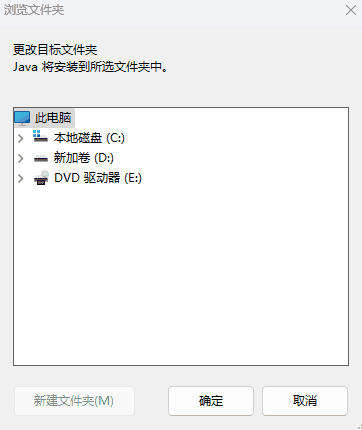 浏览文件夹
更改目标文件夹
Java 将安装到所选文件夹中。
此电脑
本地磁盘 (C:)
新加卷 (D:)
DVD 驱动器 (E:)
新建文件夹(M)
确定
取消